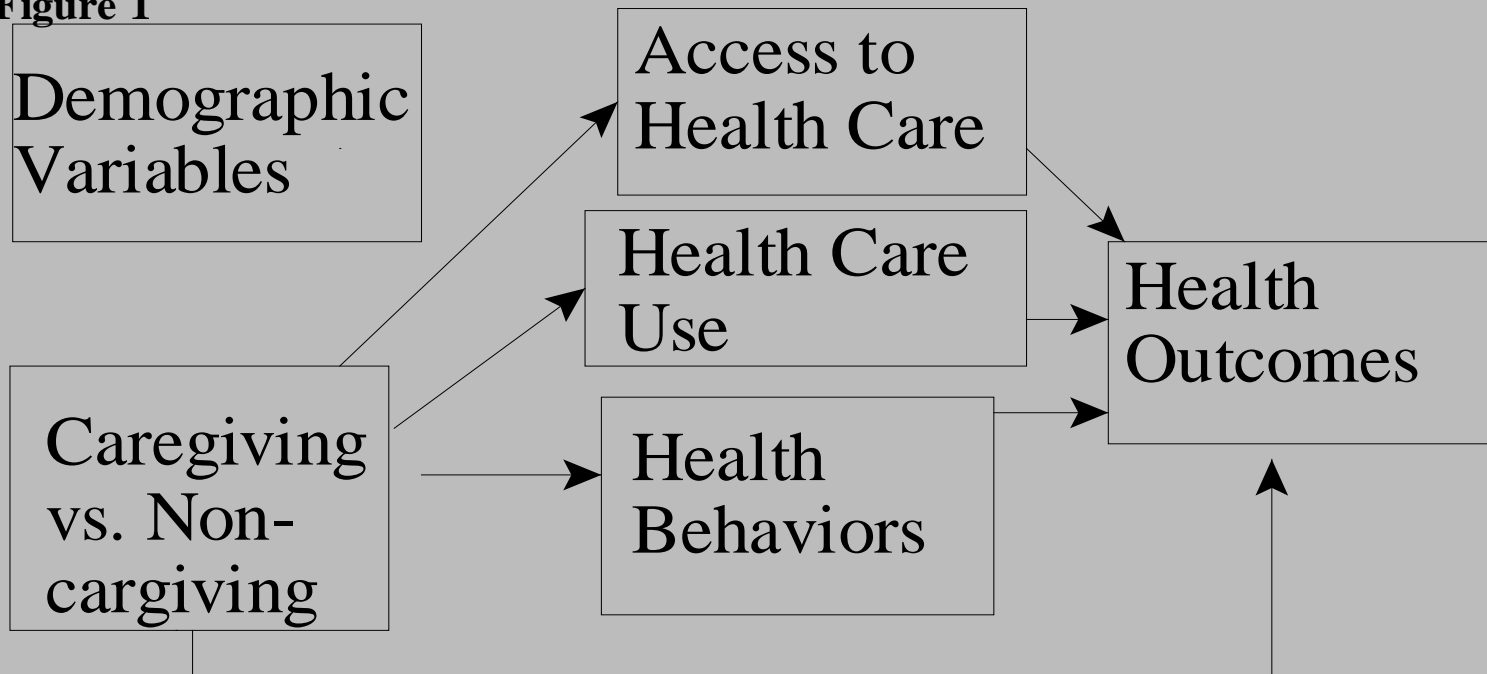 Figure 1
Demographic
Variables
Access to
Health Care
Health Care
Use
Health
Outcomes
Caregiving
vs. Non-
cargiving
Health
Behaviors